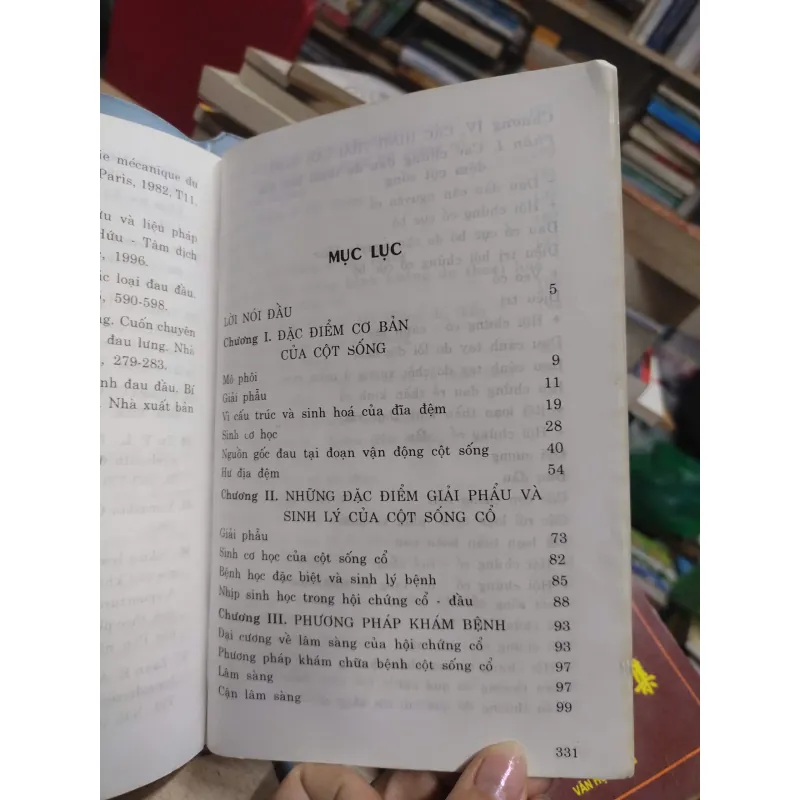 ie mécanique du
Paris, 1982, T11.
ưu và liệu pháp
Hữu - Tâm dịch
, 1996.
ác loại đau đầu.
, 590-598.
ng. Cuốn chuyên
đau lưng. Nhà
, 279-283.
nh đau đầu. Bí
Nhà xuất bản
MỤC LỤC
LỜI NÓI ĐẦU 5
Chương I. ĐẶC ĐIỂM CƠ BẢN
CỦA CỘT SỐNG
Mô phôi 9
Giải phẫu 11
Vi cấu trúc và sinh hoá của đĩa đệm 19
Sinh cơ học 28
Nguồn gốc đau tại đoạn vận động cột sống 40
Hư địa đệm 54
Chương II. NHỮNG ĐẶC ĐIỂM GIẢI PHẪU VÀ
SINH LÝ CỦA CỘT SỐNG CỔ
Giải phẫu 73
Sinh cơ học của cột sống cổ 82
Bệnh học đặc biệt và sinh lý bệnh 85
Nhịp sinh học trong hội chứng cổ - đầu 88
Chương III. PHƯƠNG PHÁP KHÁM BỆNH 93
Đại cương về lâm sàng của hội chứng cổ 93
Phương pháp khám chữa bệnh cột sống cổ 97
Lâm sàng 97
Cận lâm sàng 99
331
VĂN